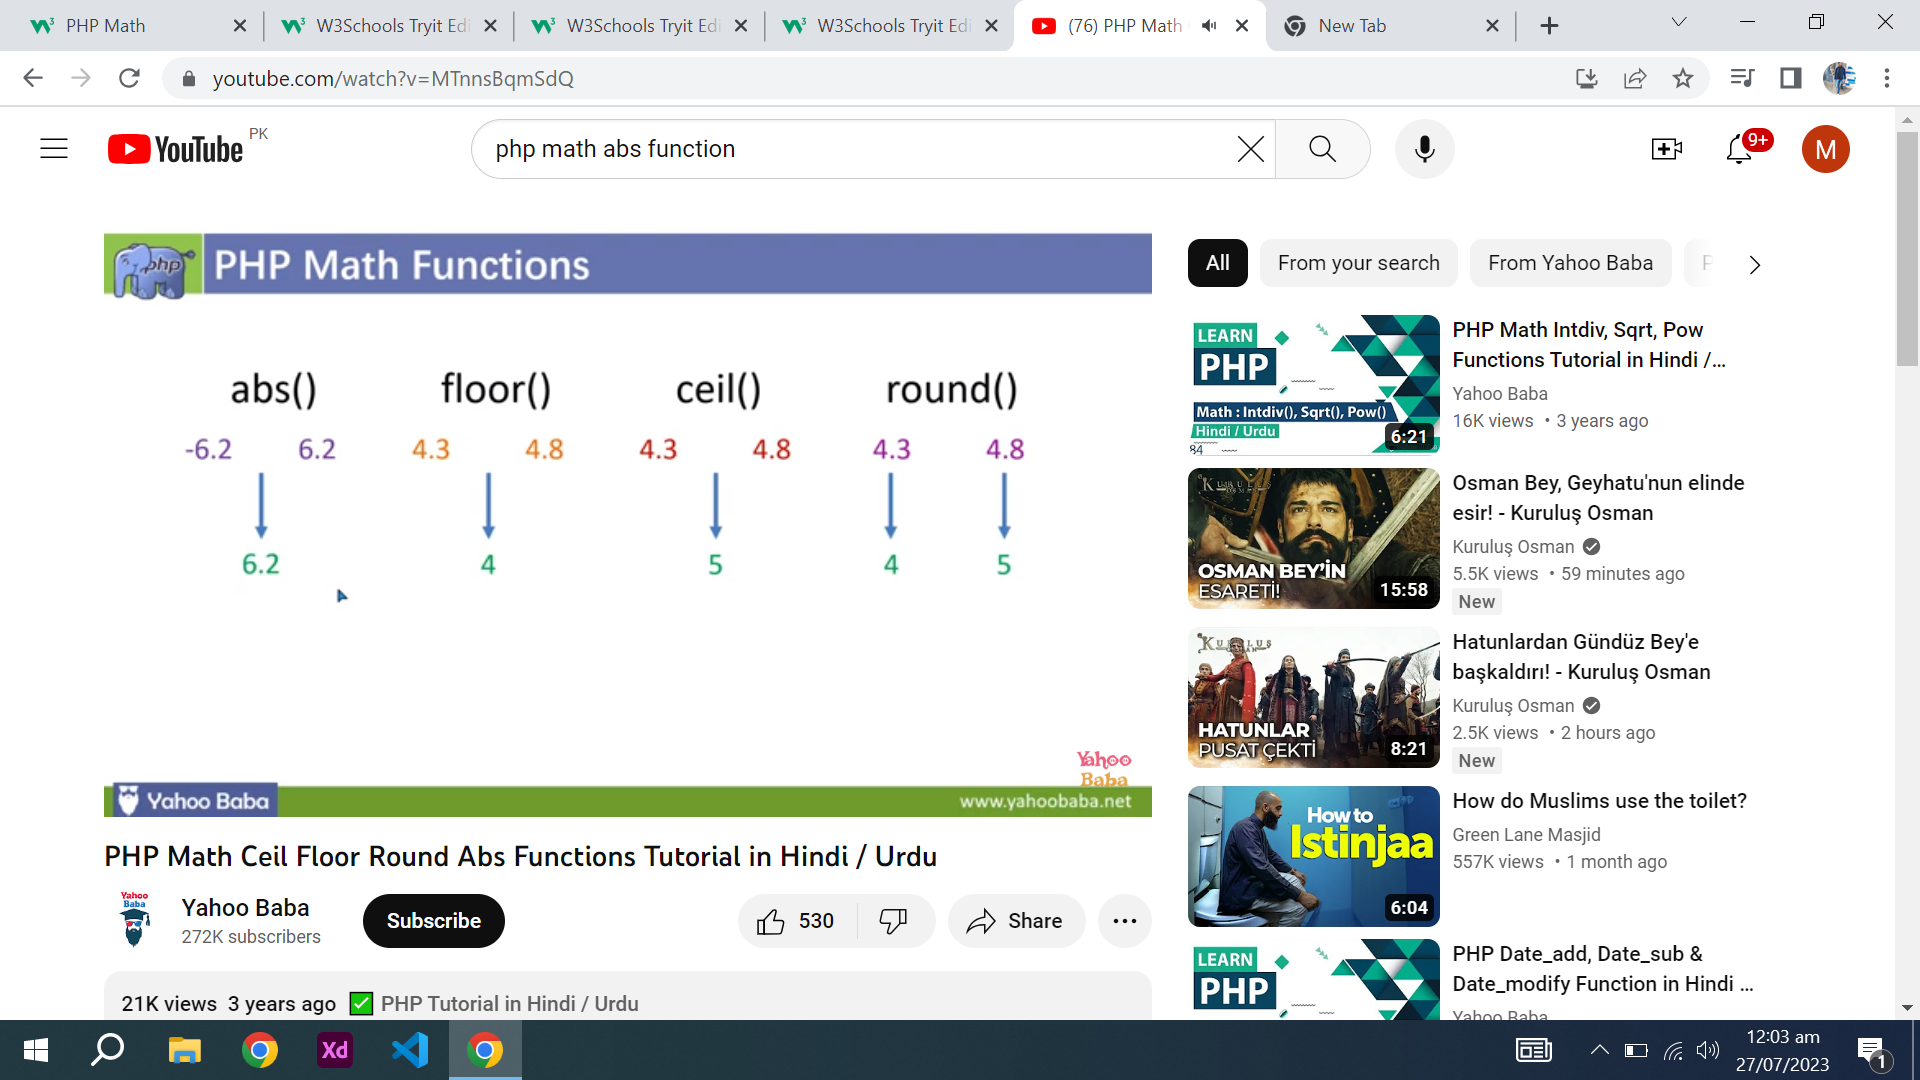 PHP Math
W3Schools Tryit Edi
W3Schools Tryit Edi
W3Schools Tryit Edi
(76) PHP Math
New Tab
youtube.com/watch?v=MTnnsBqmSdQ
YouTube PK
php math abs function
9+
M
php PHP Math Functions
abs() floor() ceil() round()
-6.2 6.2 4.3 4.8 4.3 4.8 4.3 4.8
6.2 4 5 4 5
Yahoo
Baba
Yahoo Baba
www.yahoobaba.net
PHP Math Ceil Floor Round Abs Functions Tutorial in Hindi / Urdu
Yahoo
Baba
Yahoo Baba
272K subscribers
Subscribe
530
Share
21K views 3 years ago ✅ PHP Tutorial in Hindi / Urdu
All
From your search
From Yahoo Baba
LEARN
PHP
Math : Intdiv(), Sqrt(), Pow()
Hindi / Urdu
84
6:21
PHP Math Intdiv, Sqrt, Pow
Functions Tutorial in Hindi /...
Yahoo Baba
16K views • 3 years ago
KURULUŞ
OSMAN
OSMAN BEY'İN
ESARETİ!
15:58
Osman Bey, Geyhatu'nun elinde
esir! - Kuruluş Osman
Kuruluş Osman
5.5K views • 59 minutes ago
New
KURULUŞ
OSMAN
HATUNLAR
PUSAT ÇEKTİ
8:21
Hatunlardan Gündüz Bey'e
başkaldırı! - Kuruluş Osman
Kuruluş Osman
2.5K views • 2 hours ago
New
How to
Istinjaa
6:04
How do Muslims use the toilet?
Green Lane Masjid
557K views • 1 month ago
LEARN
PHP
PHP Date_add, Date_sub &
Date_modify Function in Hindi ...
Yahoo Baba
Xd
12:03 am
27/07/2023
1